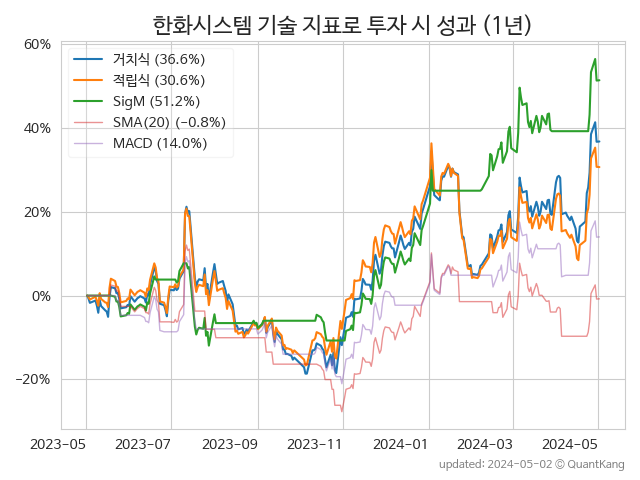 한화시스템 기술 지표로 투자 시 성과 (1년)
60%
40%
20%
0%
−20%
거치식 (36.6%)
적립식 (30.6%)
SigM (51.2%)
SMA(20) (−0.8%)
MACD (14.0%)
2023-05
2023-07
2023-09
2023-11
2024-01
2024-03
2024-05
updated: 2024-05-02 © QuantKang